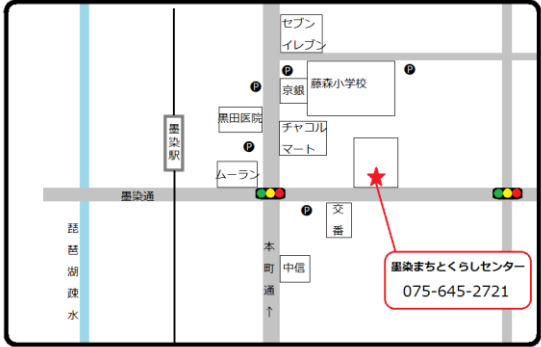 セブン
イレブン
P
P
P
京銀
藤森小学校
黒田医院
チャコル
マート
P
墨染駅
ムーラン
墨染通
P
交番
琵琶湖疏水
本町通↑
中信
墨染まちとくらしセンター
075-645-2721